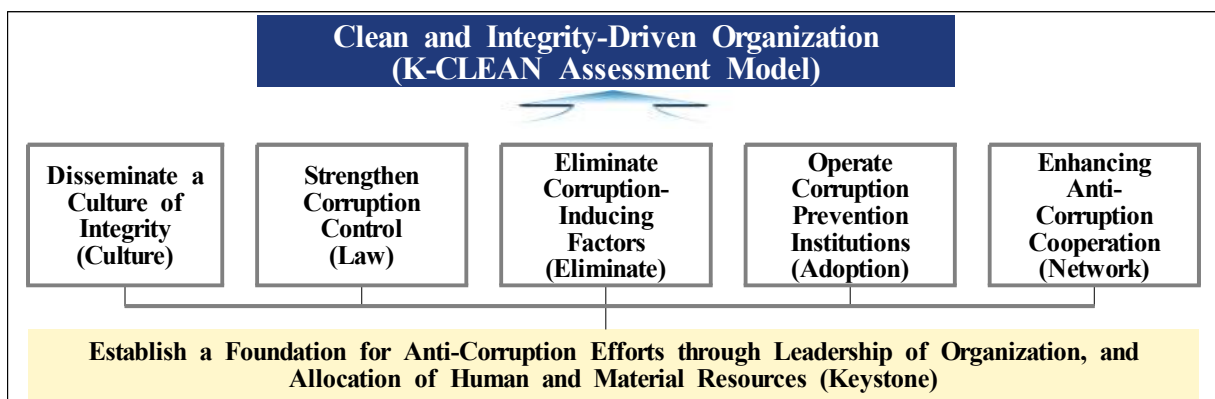 Clean and Integrity-Driven Organization
(K-CLEAN Assessment Model)
Disseminate a
Culture of
Integrity
(Culture)
Strengthen
Corruption
Control
(Law)
Eliminate
Corruption-
Inducing
Factors
(Eliminate)
Operate
Corruption
Prevention
Institutions
(Adoption)
Enhancing
Anti-
Corruption
Cooperation
(Network)
Establish a Foundation for Anti-Corruption Efforts through Leadership of Organization, and
Allocation of Human and Material Resources (Keystone)